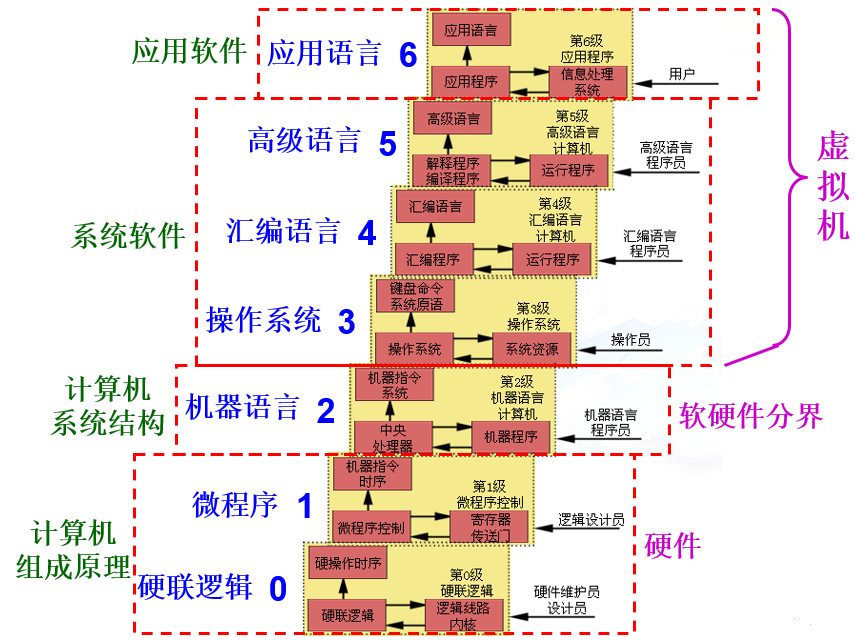 应用软件
应用语言 6
应用语言
第6级
应用程序
应用程序
信息处理
系统
用户
高级语言 5
高级语言
第5级
高级语言
计算机
解释程序
编译程序
运行程序
高级语言
程序员
虚
拟
机
系统软件
汇编语言 4
汇编语言
第4级
汇编语言
计算机
汇编程序
运行程序
汇编语言
程序员
操作系统 3
键盘命令
系统原语
第3级
操作系统
操作系统
系统资源
操作员
计算机
系统结构
机器语言 2
机器指令
系统
第2级
机器语言
计算机
中央
处理器
机器程序
机器语言
程序员
软硬件分界
计算机
组成原理
微程序 1
机器指令
时序
第1级
微程序控制
微程序控制
寄存器
传送门
逻辑设计员
硬件
硬联逻辑 0
硬操作时序
第0级
硬联逻辑
硬联逻辑
逻辑线路
内核
硬件维护员
设计员